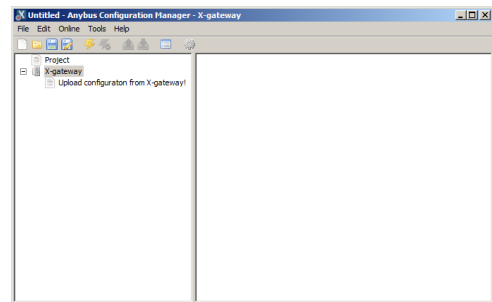 Untitled - Anybus Configuration Manager - X-gateway
File Edit Online Tools Help
Project
X-gateway
Upload configuraton from X-gateway!